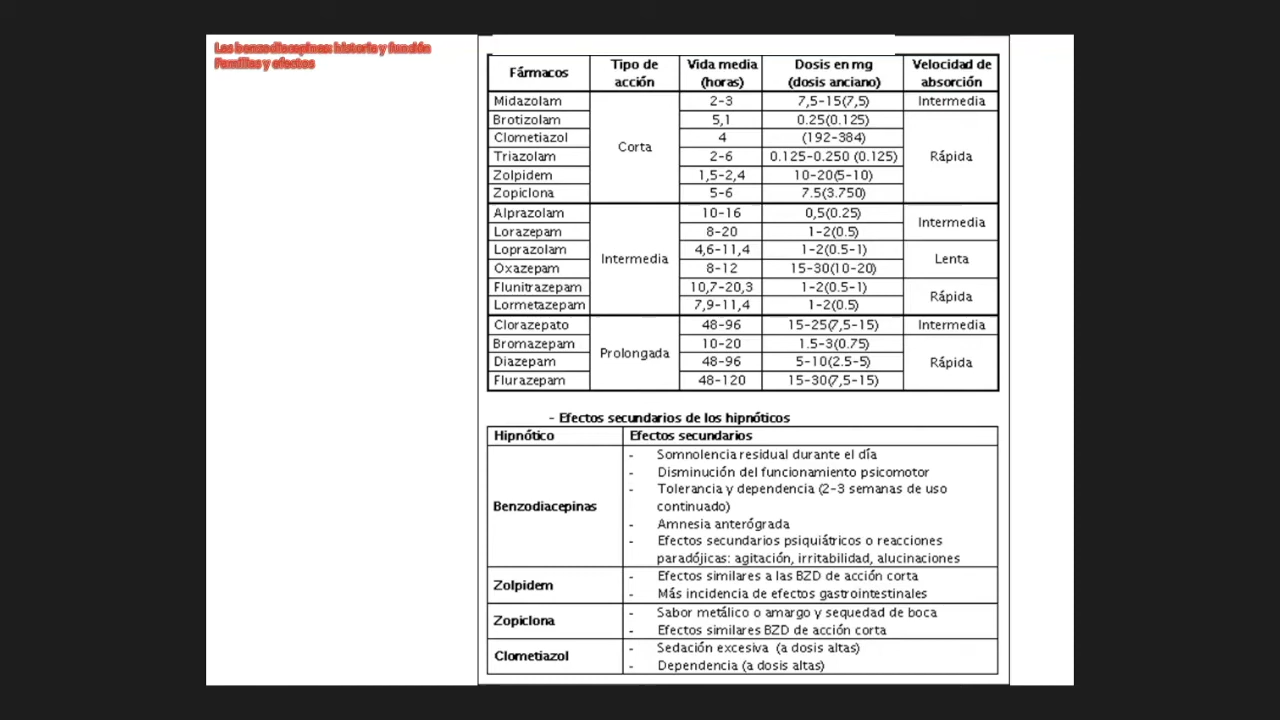 Las benzodiacepinas: historia y función
Familias y efectos
Fármacos Tipo de acción Vida media (horas) Dosis en mg (dosis anciano) Velocidad de absorción
Midazolam Corta 2-3 7,5-15(7,5) Intermedia
Brotizolam 5,1 0.25(0.125) Rápida
Clometiazol 4 (192-384)
Triazolam 2-6 0.125-0.250 (0.125)
Zolpidem 1,5-2,4 10-20(5-10)
Zopiclona 5-6 7.5(3.750)
Alprazolam Intermedia 10-16 0,5(0.25) Intermedia
Lorazepam 8-20 1-2(0.5)
Loprazolam 4,6-11,4 1-2(0.5-1) Lenta
Oxazepam 8-12 15-30(10-20)
Flunitrazepam 10,7-20,3 1-2(0.5-1) Rápida
Lormetazepam 7,9-11,4 1-2(0.5)
Clorazepato Prolongada 48-96 15-25(7,5-15) Intermedia
Bromazepam 10-20 1.5-3(0.75) Rápida
Diazepam 48-96 5-10(2.5-5)
Flurazepam 48-120 15-30(7,5-15)
- Efectos secundarios de los hipnóticos
Hipnótico Efectos secundarios
Benzodiacepinas
- Somnolencia residual durante el día
- Disminución del funcionamiento psicomotor
- Tolerancia y dependencia (2-3 semanas de uso
continuado)
- Amnesia anterógrada
- Efectos secundarios psiquiátricos o reacciones
paradójicas: agitación, irritabilidad, alucinaciones
Zolpidem
- Efectos similares a las BZD de acción corta
- Más incidencia de efectos gastrointestinales
Zopiclona
- Sabor metálico o amargo y sequedad de boca
- Efectos similares BZD de acción corta
Clometiazol
- Sedación excesiva (a dosis altas)
- Dependencia (a dosis altas)